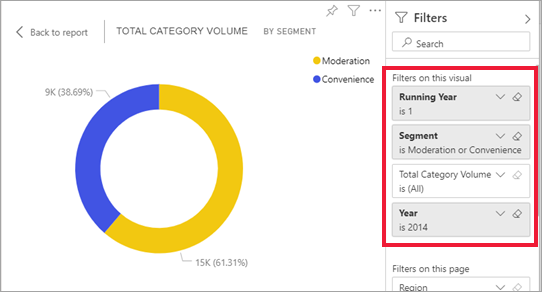 Back to report
TOTAL CATEGORY VOLUME BY SEGMENT
Moderation
Convenience
9K (38.69%)
15K (61.31%)
Filters
Search
Filters on this visual
Running Year
is 1
Segment
is Moderation or Convenience
Total Category Volume
is (All)
Year
is 2014
Filters on this page
Region